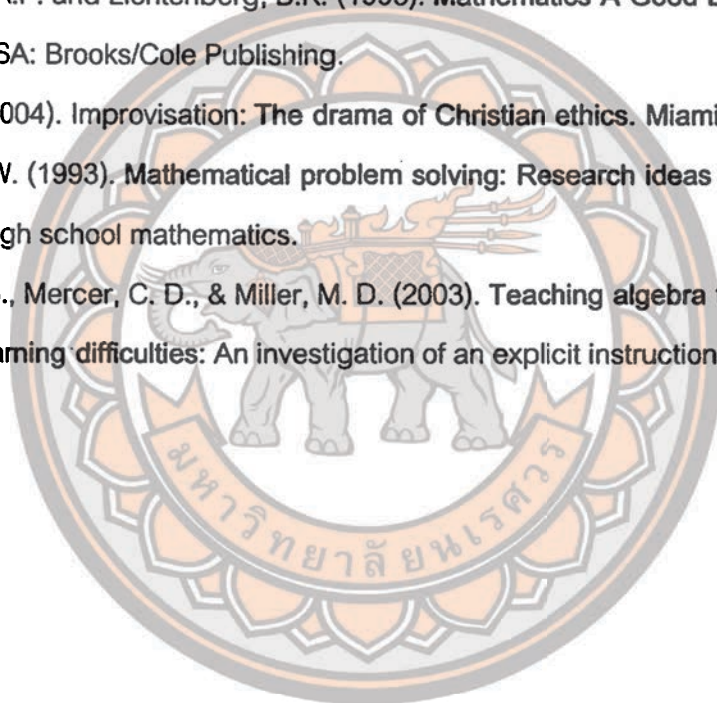 and Lichtenberg, D.R. Mathematics A Good
SA: Brooks/Cole Publishing.
004). Improvisation: The drama of Christian ethics. Miami
W. (1993). Mathematical problem solving: Research ideas
gh school mathematics.
., Mercer, C. D., & Miller, M. D. (2003). Teaching algebra
arning difficulties: An investigation of an explicit instruction
มหาวิทยาลัยนเรศวร